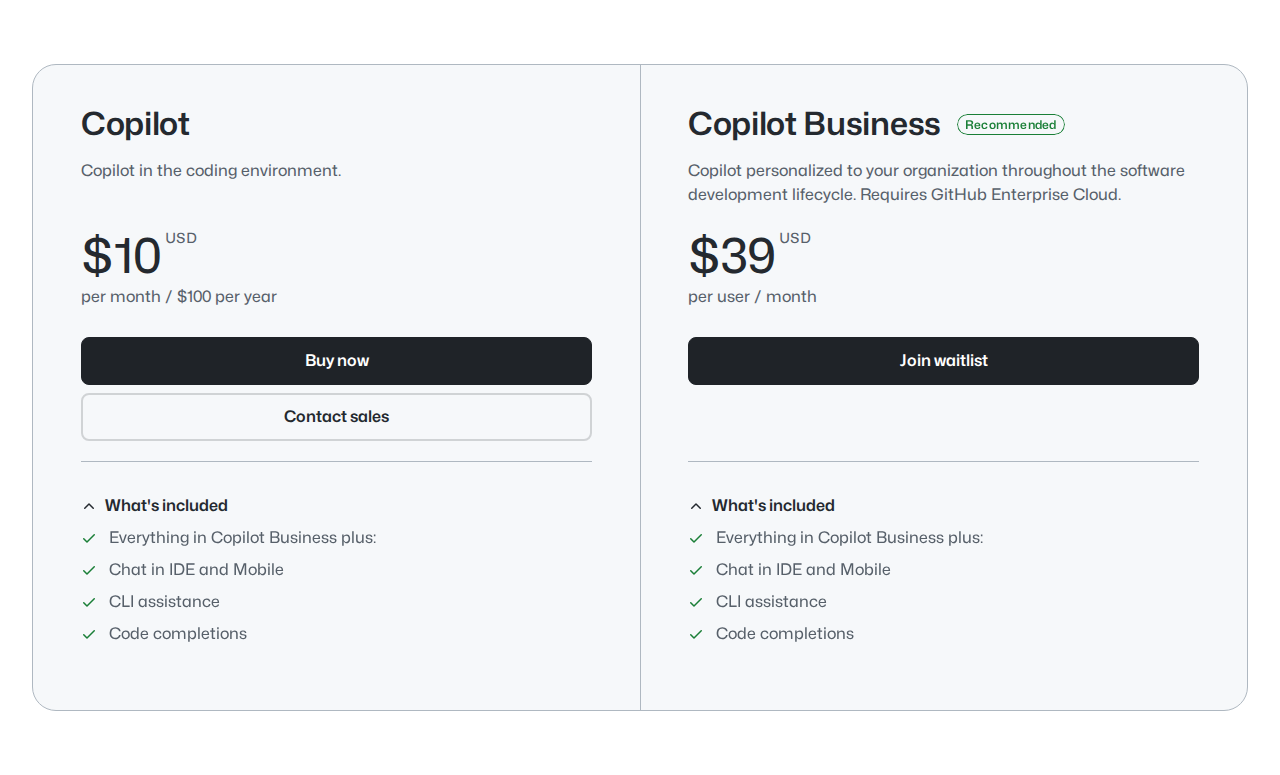 Copilot
Copilot in the coding environment.
$10 USD
per month / $100 per year
Buy now
Contact sales
What's included
Everything in Copilot Business plus:
Chat in IDE and Mobile
CLI assistance
Code completions
Copilot Business Recommended
Copilot personalized to your organization throughout the software
development lifecycle. Requires GitHub Enterprise Cloud.
$39 USD
per user / month
Join waitlist
What's included
Everything in Copilot Business plus:
Chat in IDE and Mobile
CLI assistance
Code completions